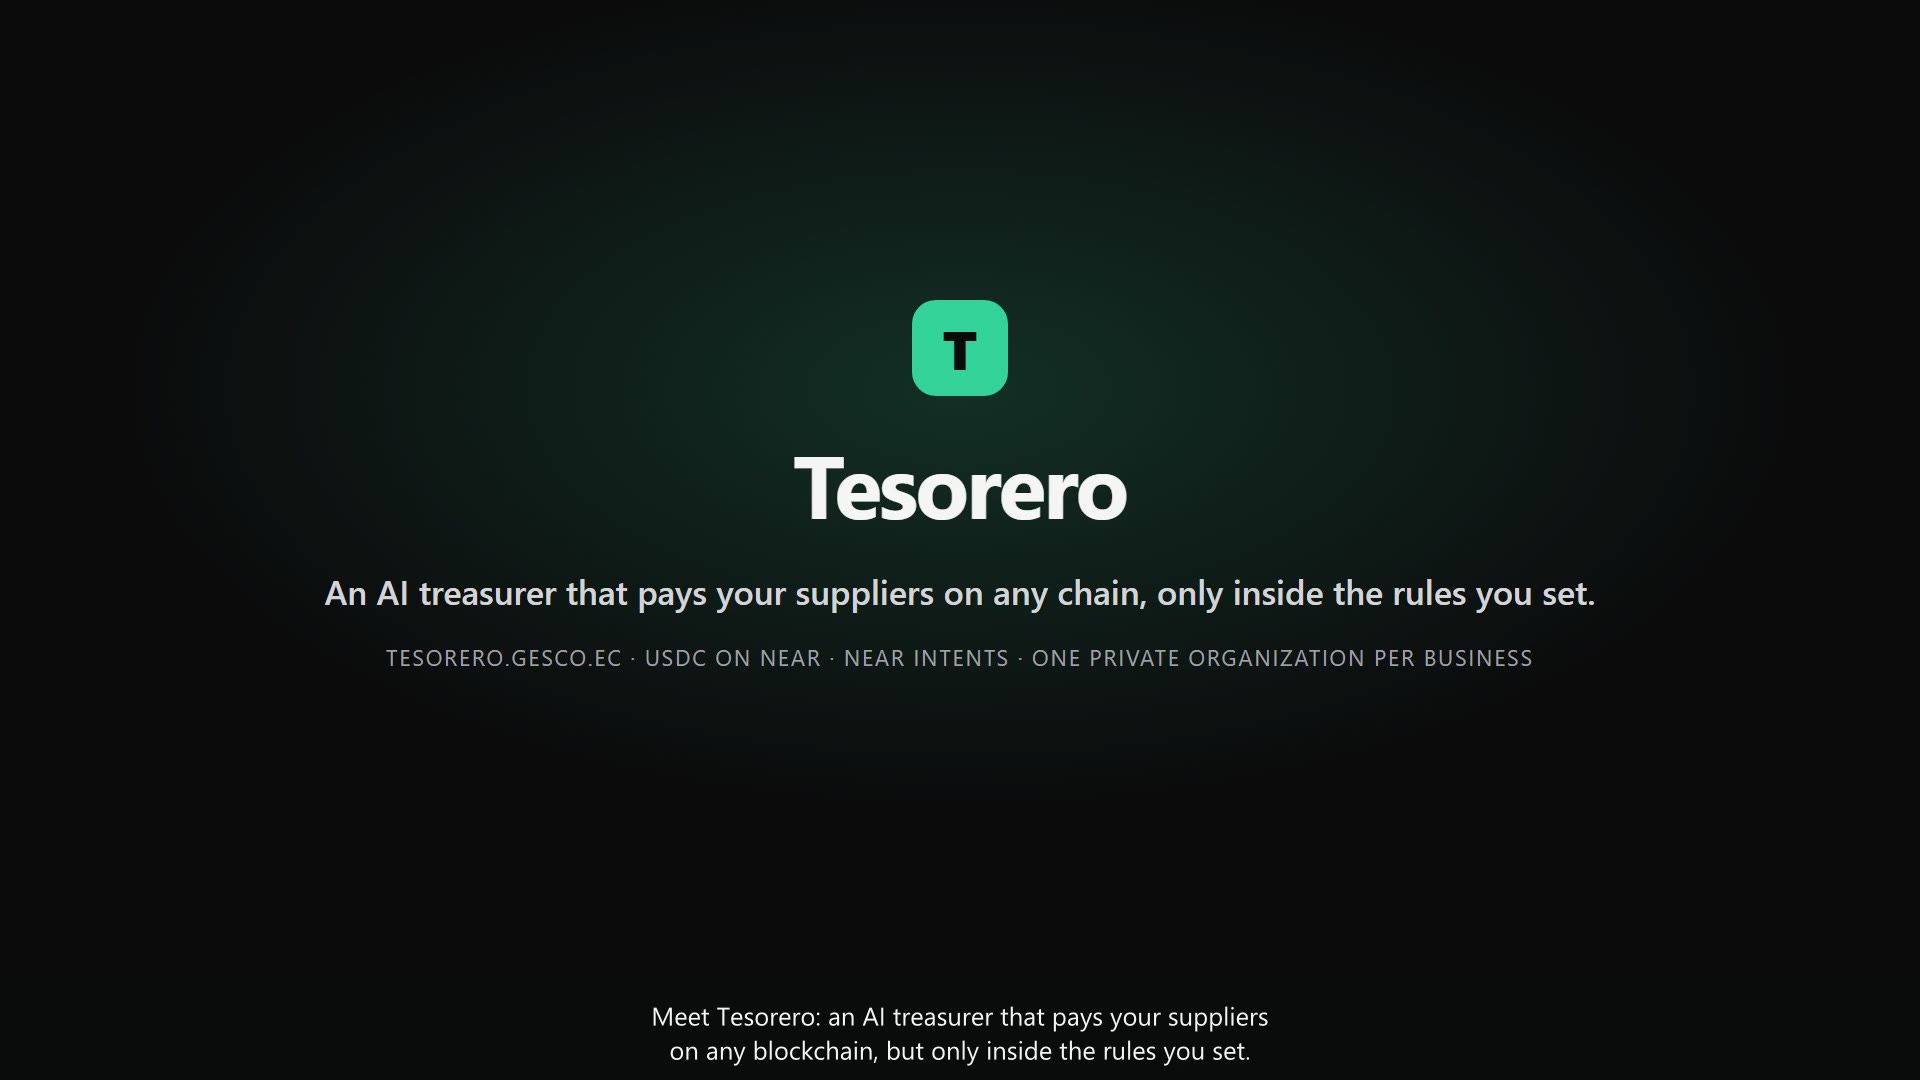 T
Tesorero
An AI treasurer that pays your suppliers on any chain, only inside the rules you set.
TESORERO.GESCO.EC · USDC ON NEAR · NEAR INTENTS · ONE PRIVATE ORGANIZATION PER BUSINESS
Meet Tesorero: an AI treasurer that pays your suppliers
on any blockchain, but only inside the rules you set.